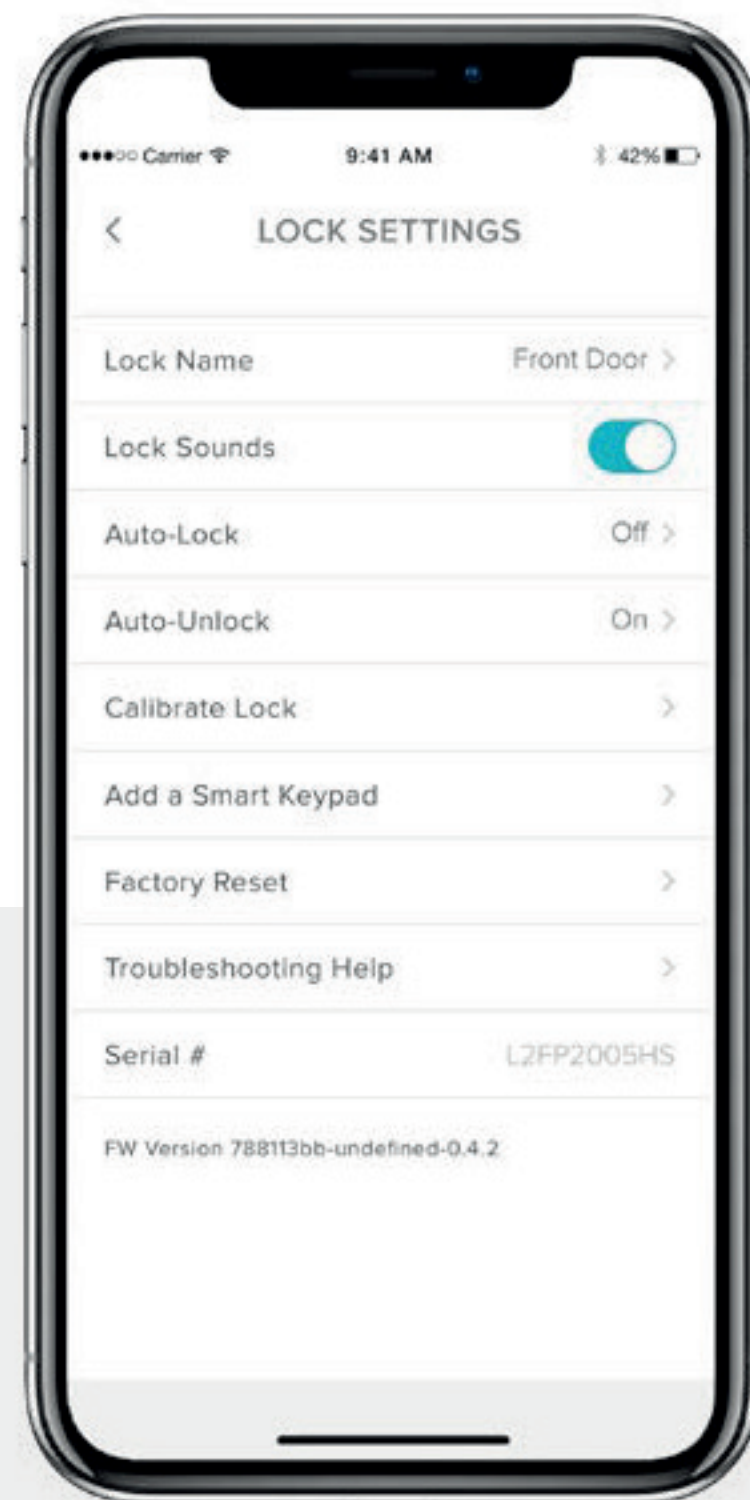 ●●●○○ Carrier 9:41 AM 42%
< LOCK SETTINGS
Lock Name Front Door >
Lock Sounds
Auto-Lock Off >
Auto-Unlock On >
Calibrate Lock >
Add a Smart Keypad >
Factory Reset >
Troubleshooting Help >
Serial # L2FP2005HS
FW Version 788113bb-undefined-0.4.2